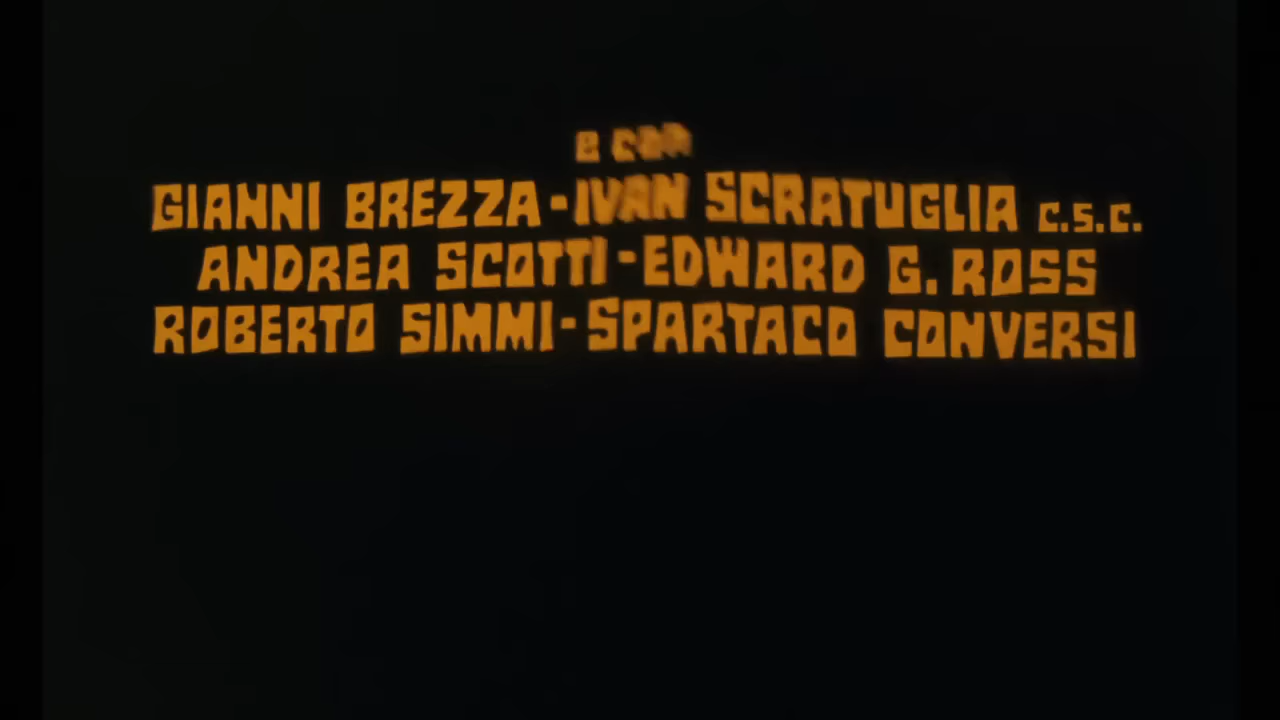 e con
GIANNI BREZZA - IVAN SCRATUGLIA C.S.C.
ANDREA SCOTTI - EDWARD G. ROSS
ROBERTO SIMMI - SPARTACO CONVERSI